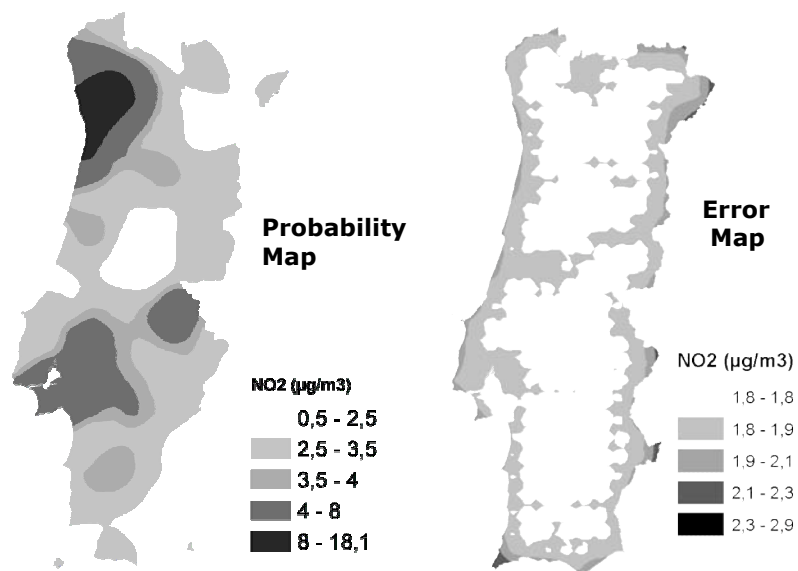 Probability
Map
NO2 (µg/m3)
0,5 - 2,5
2,5 - 3,5
3,5 - 4
4 - 8
8 - 18,1
Error
Map
NO2 (µg/m3)
1,8 - 1,8
1,8 - 1,9
1,9 - 2,1
2,1 - 2,3
2,3 - 2,9